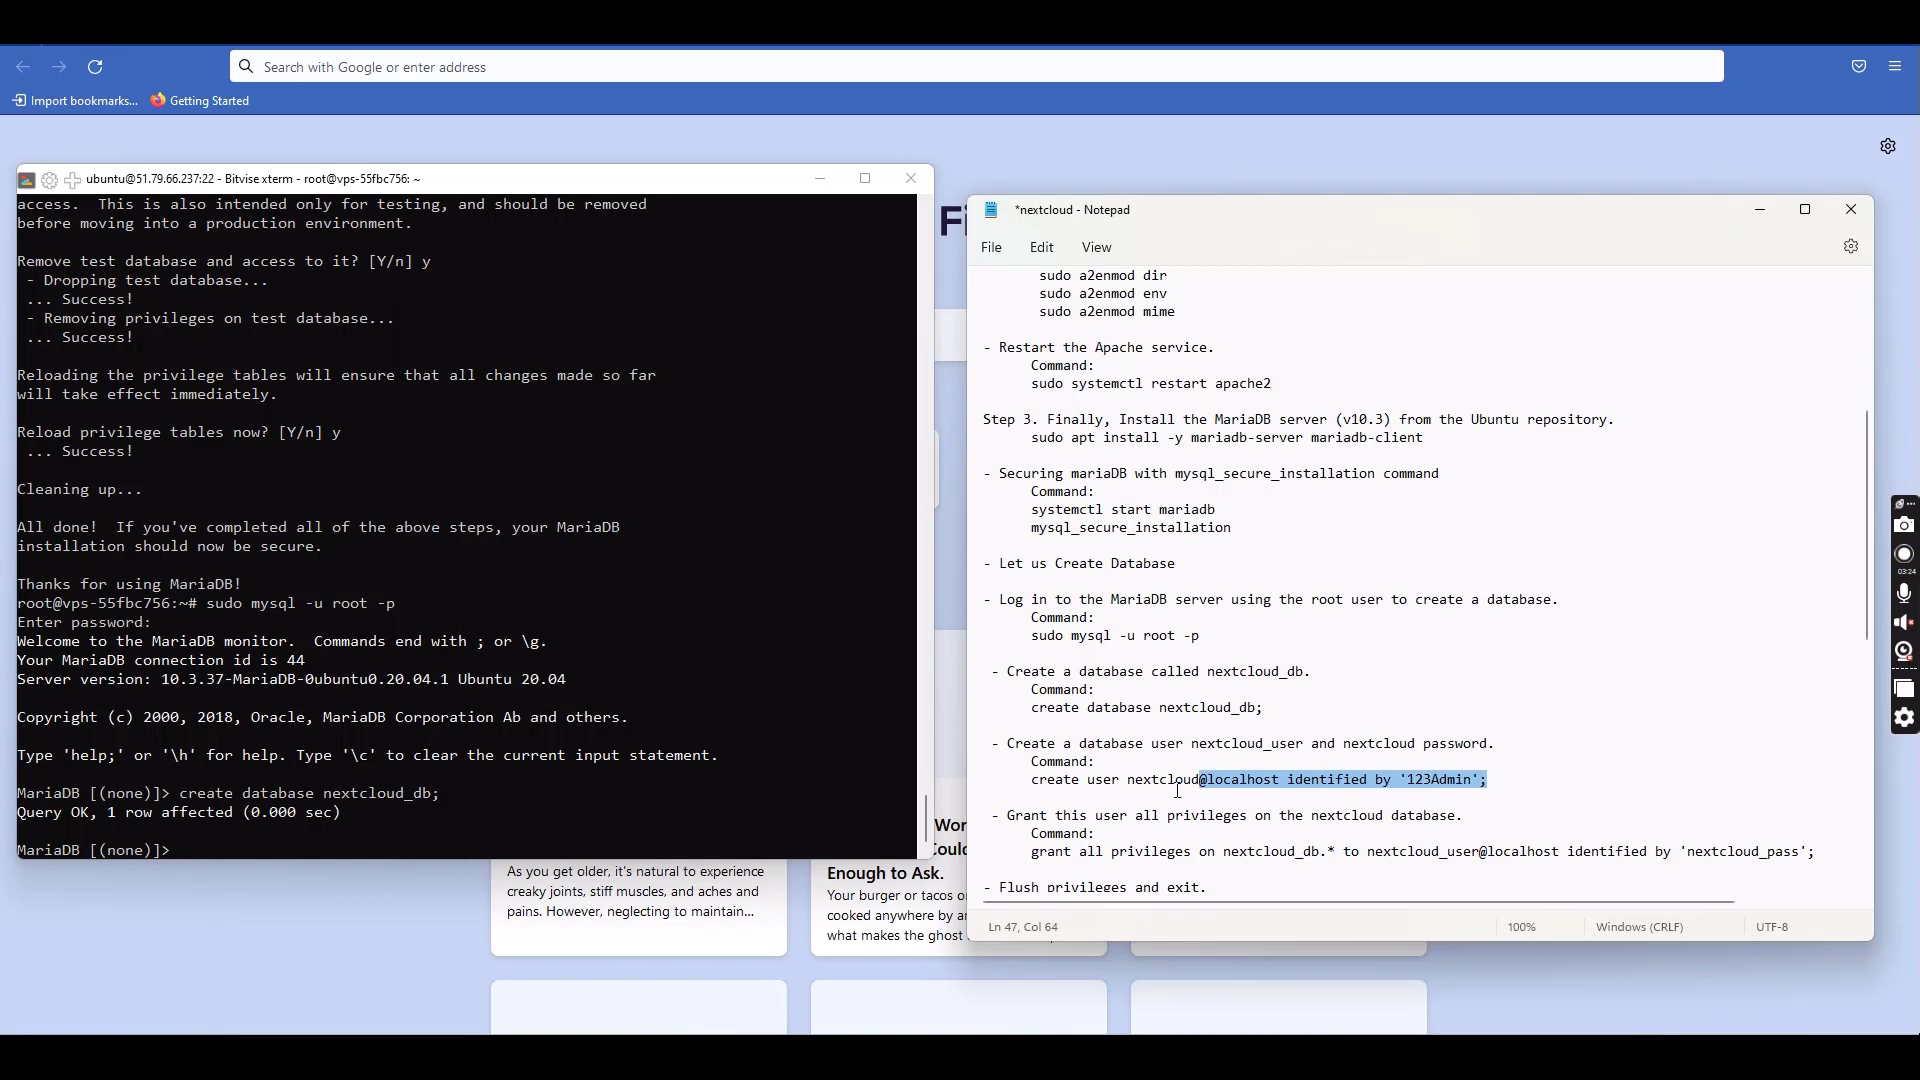 Search with Google or enter address
Import bookmarks...
Getting Started
ubuntu@51.79.66.237:22 - Bitvise xterm - root@vps-55fbc756: ~
access.  This is also intended only for testing, and should be removed
before moving into a production environment.
Remove test database and access to it? [Y/n] y
- Dropping test database...
... Success!
- Removing privileges on test database...
... Success!
Reloading the privilege tables will ensure that all changes made so far
will take effect immediately.
Reload privilege tables now? [Y/n] y
... Success!
Cleaning up...
All done!  If you've completed all of the above steps, your MariaDB
installation should now be secure.
Thanks for using MariaDB!
root@vps-55fbc756:~# sudo mysql -u root -p
Enter password:
Welcome to the MariaDB monitor.  Commands end with ; or \g.
Your MariaDB connection id is 44
Server version: 10.3.37-MariaDB-0ubuntu0.20.04.1 Ubuntu 20.04
Copyright (c) 2000, 2018, Oracle, MariaDB Corporation Ab and others.
Type 'help;' or '\h' for help. Type '\c' to clear the current input statement.
MariaDB [(none)]> create database nextcloud_db;
Query OK, 1 row affected (0.000 sec)
MariaDB [(none)]>
*nextcloud - Notepad
File Edit View
sudo a2enmod dir
sudo a2enmod env
sudo a2enmod mime
- Restart the Apache service.
Command:
sudo systemctl restart apache2
Step 3. Finally, Install the MariaDB server (v10.3) from the Ubuntu repository.
sudo apt install -y mariadb-server mariadb-client
- Securing mariaDB with mysql_secure_installation command
Command:
systemctl start mariadb
mysql_secure_installation
- Let us Create Database
- Log in to the MariaDB server using the root user to create a database.
Command:
sudo mysql -u root -p
- Create a database called nextcloud_db.
Command:
create database nextcloud_db;
- Create a database user nextcloud_user and nextcloud password.
Command:
create user nextcloud@localhost identified by '123Admin';
- Grant this user all privileges on the nextcloud database.
Command:
grant all privileges on nextcloud_db.* to nextcloud_user@localhost identified by 'nextcloud_pass';
- Flush privileges and exit.
Ln 47, Col 64
100%
Windows (CRLF)
UTF-8
As you get older, it's natural to experience
creaky joints, stiff muscles, and aches and
pains. However, neglecting to maintain...
Enough to Ask.
Your burger or tacos
cooked anywhere by
what makes the ghost
03:24